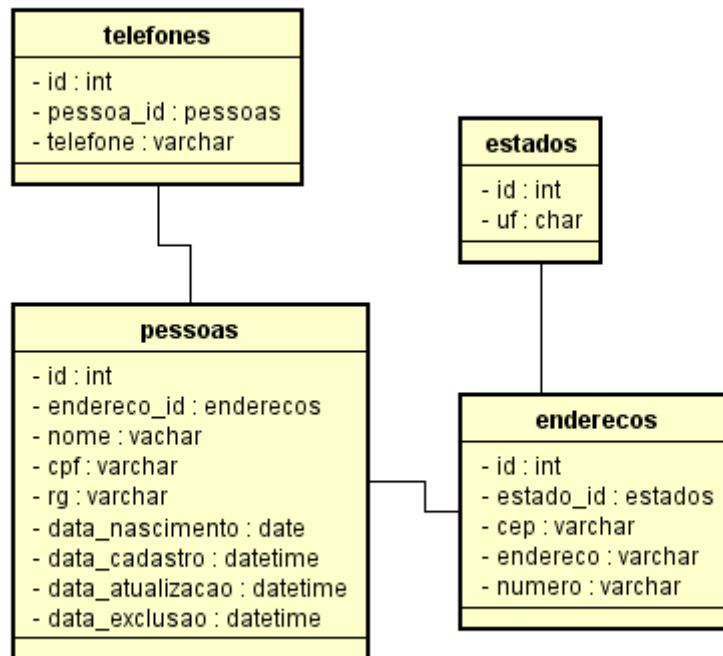 telefones
- id : int
- pessoa_id : pessoas
- telefone : varchar
estados
- id : int
- uf : char
pessoas
- id : int
- endereco_id : enderecos
- nome : vachar
- cpf : varchar
- rg : varchar
- data_nascimento : date
- data_cadastro : datetime
- data_atualizacao : datetime
- data_exclusao : datetime
enderecos
- id : int
- estado_id : estados
- cep : varchar
- endereco : varchar
- numero : varchar